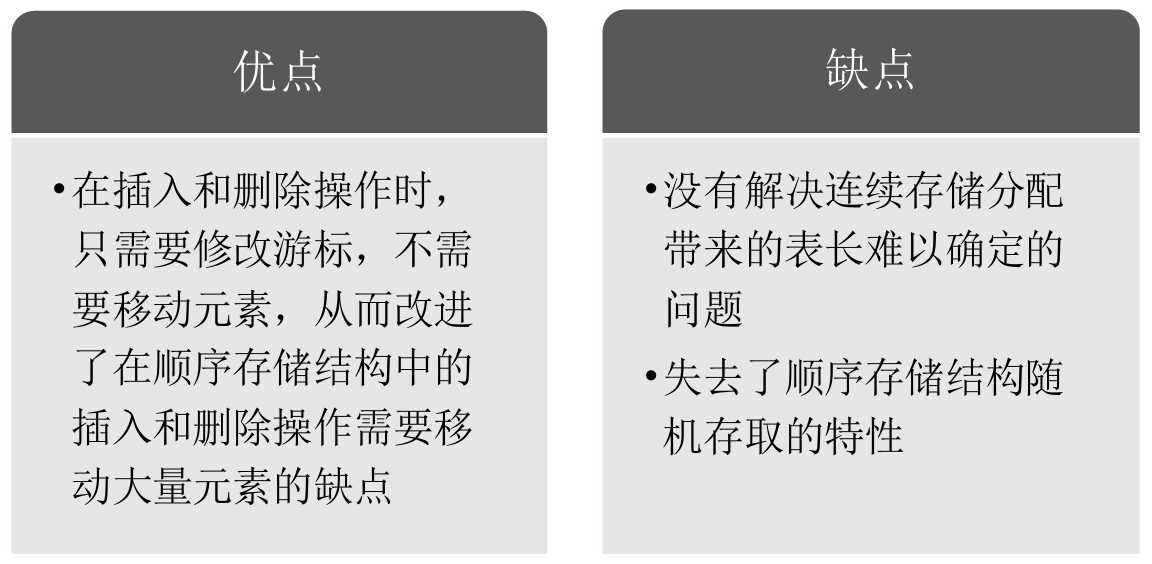 优点
•在插入和删除操作时，
只需要修改游标，不需
要移动元素，从而改进
了在顺序存储结构中的
插入和删除操作需要移
动大量元素的缺点
缺点
•没有解决连续存储分配
带来的表长难以确定的
问题
•失去了顺序存储结构随
机存取的特性